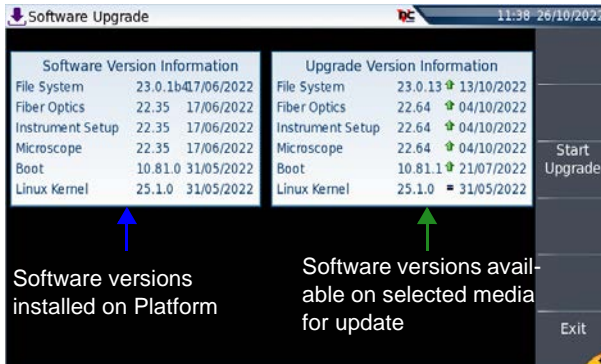 Software Upgrade
DC
11:38 26/10/2022
Software Version Information
File System 23.0.1b4 17/06/2022
Fiber Optics 22.35 17/06/2022
Instrument Setup 22.35 17/06/2022
Microscope 22.35 17/06/2022
Boot 10.81.0 31/05/2022
Linux Kernel 25.1.0 31/05/2022
Upgrade Version Information
File System 23.0.13 13/10/2022
Fiber Optics 22.64 04/10/2022
Instrument Setup 22.64 04/10/2022
Microscope 22.64 04/10/2022
Boot 10.81.1 21/07/2022
Linux Kernel 25.1.0 = 31/05/2022
Start
Upgrade
Exit
Software versions
installed on Platform
Software versions avail-
able on selected media
for update